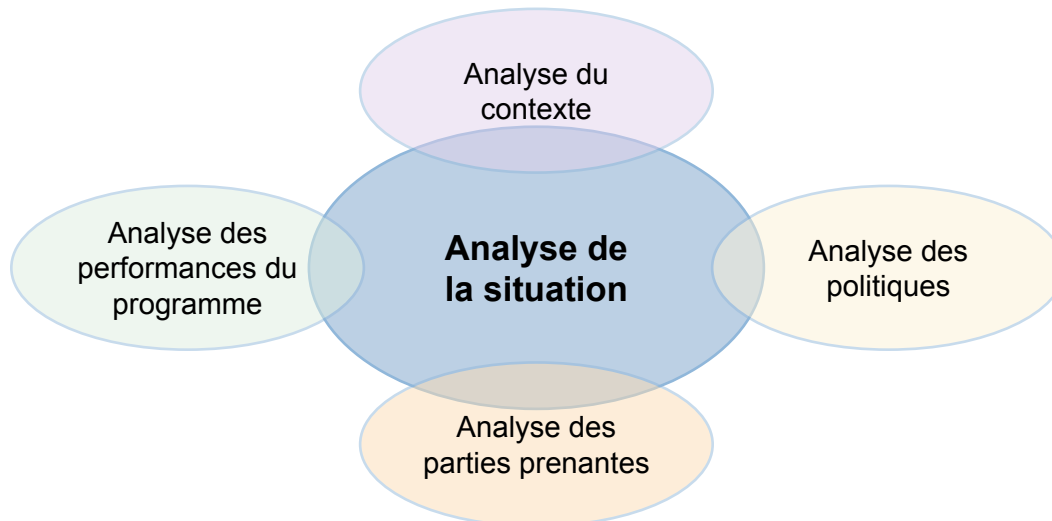 Analyse du
contexte
Analyse des
performances du
programme
Analyse de
la situation
Analyse des
politiques
Analyse des
parties prenantes